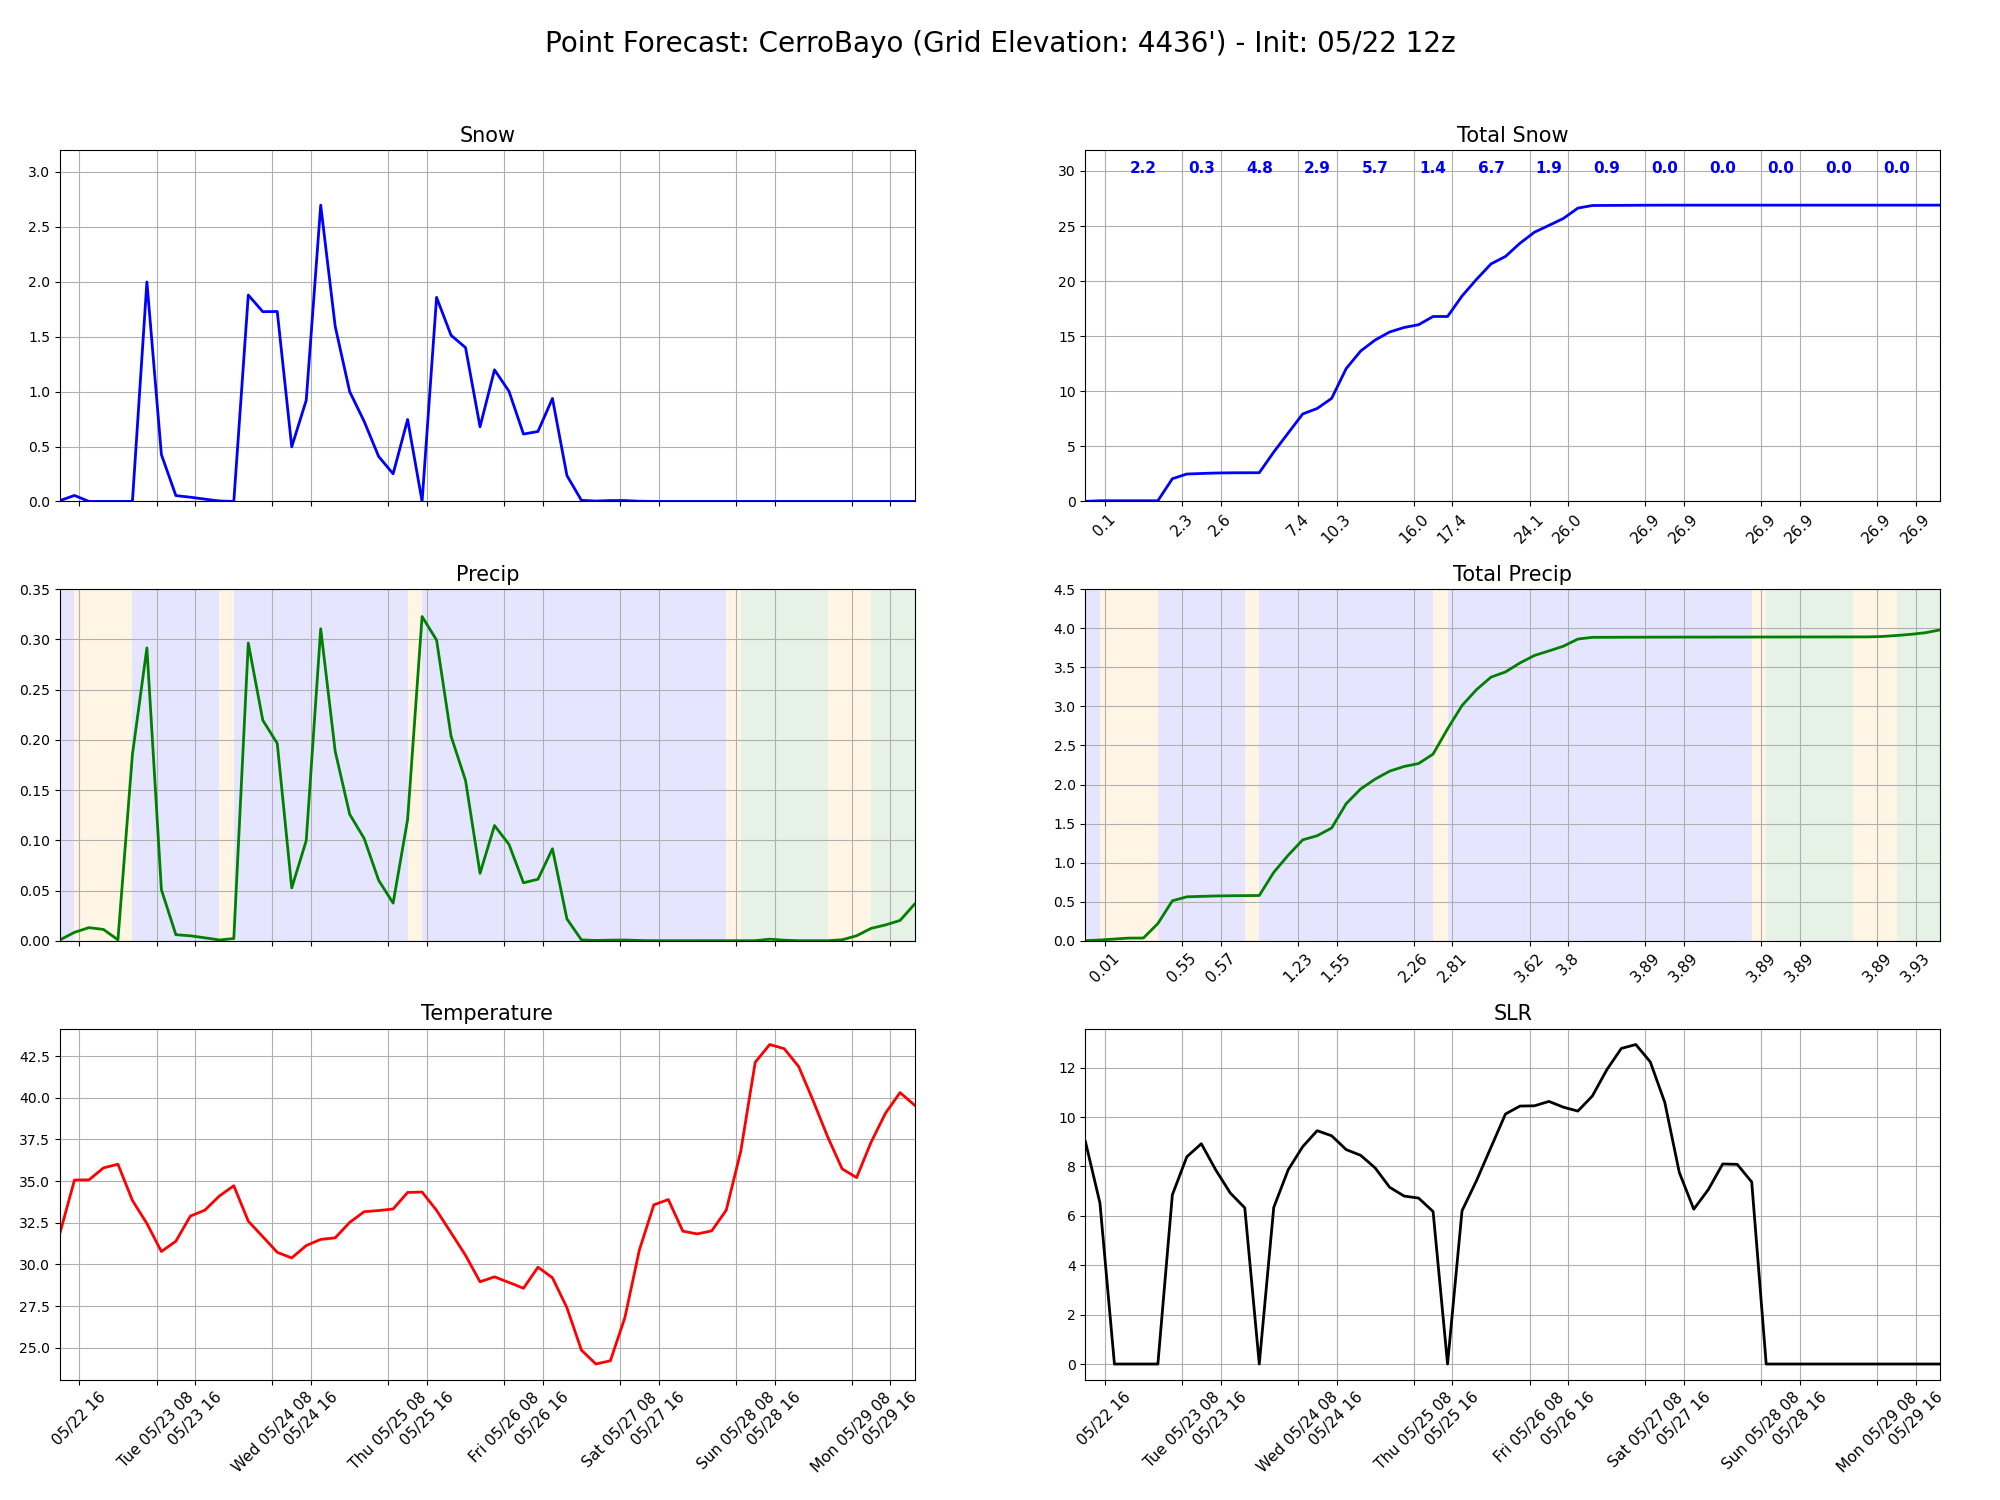 Point Forecast: CerroBayo (Grid Elevation: 4436') - Init: 05/22 12z
Snow
3.0
2.5
2.0
1.5
1.0
0.5
0.0
Total Snow
2.2 0.3 4.8 2.9 5.7 1.4 6.7 1.9 0.9 0.0 0.0 0.0 0.0 0.0
30
25
20
15
10
5
0
0.1 2.3 2.6 7.4 10.3 16.0 17.4 24.1 26.0 26.9 26.9 26.9 26.9 26.9 26.9
Precip
0.35
0.30
0.25
0.20
0.15
0.10
0.05
0.00
Total Precip
4.5
4.0
3.5
3.0
2.5
2.0
1.5
1.0
0.5
0.0
0.01 0.55 0.57 1.23 1.55 2.26 2.81 3.62 3.8 3.89 3.89 3.89 3.89 3.89 3.93
Temperature
42.5
40.0
37.5
35.0
32.5
30.0
27.5
25.0
05/22 16
Tue 05/23 08
05/23 16
Wed 05/24 08
05/24 16
Thu 05/25 08
05/25 16
Fri 05/26 08
05/26 16
Sat 05/27 08
05/27 16
Sun 05/28 08
05/28 16
Mon 05/29 08
05/29 16
SLR
12
10
8
6
4
2
0
05/22 16
Tue 05/23 08
05/23 16
Wed 05/24 08
05/24 16
Thu 05/25 08
05/25 16
Fri 05/26 08
05/26 16
Sat 05/27 08
05/27 16
Sun 05/28 08
05/28 16
Mon 05/29 08
05/29 16